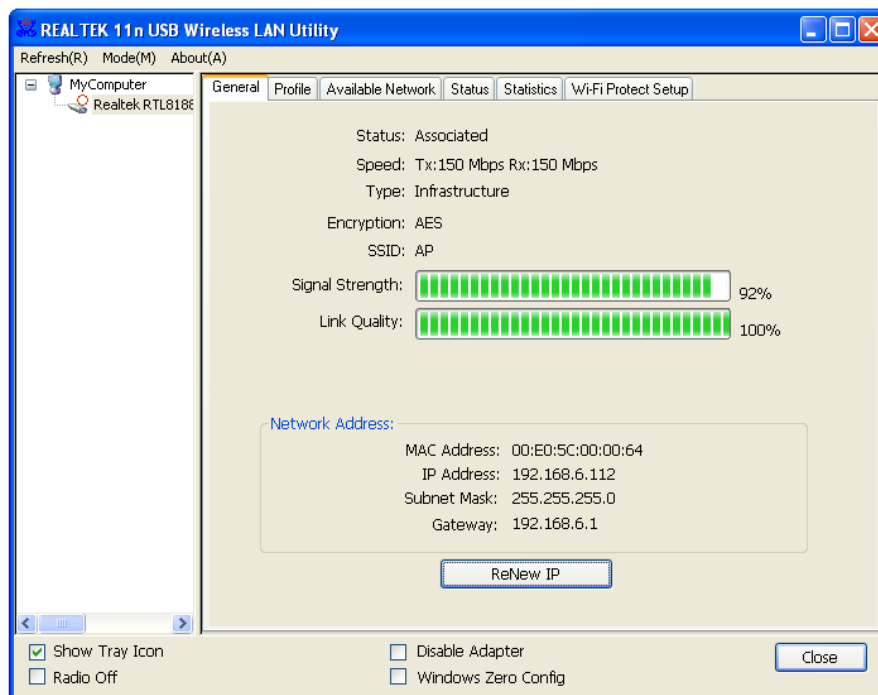 REALTEK 11n USB Wireless LAN Utility
Refresh(R) Mode(M) About(A)
MyComputer
Realtek RTL8188
General Profile Available Network Status Statistics Wi-Fi Protect Setup
Status: Associated
Speed: Tx:150 Mbps Rx:150 Mbps
Type: Infrastructure
Encryption: AES
SSID: AP
Signal Strength: 92%
Link Quality: 100%
Network Address:
MAC Address: 00:E0:5C:00:00:64
IP Address: 192.168.6.112
Subnet Mask: 255.255.255.0
Gateway: 192.168.6.1
ReNew IP
Show Tray Icon Disable Adapter
Radio Off Windows Zero Config
Close